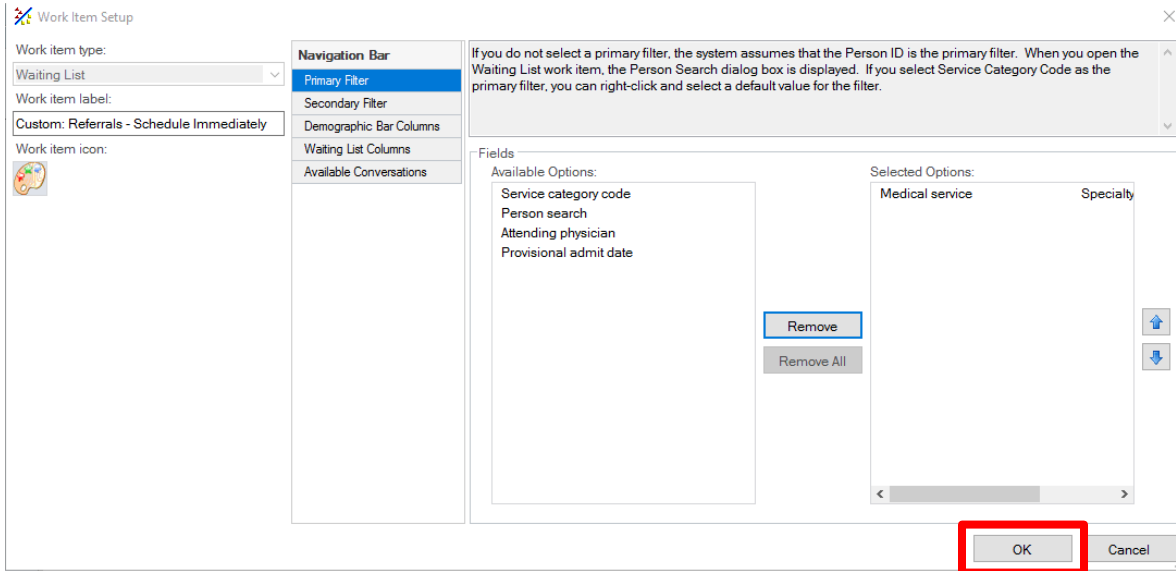 Work Item Setup
Work item type:
Waiting List
Work item label:
Custom: Referrals - Schedule Immediately
Work item icon:
Navigation Bar
Primary Filter
Secondary Filter
Demographic Bar Columns
Waiting List Columns
Available Conversations
If you do not select a primary filter, the system assumes that the Person ID is the primary filter. When you open the
Waiting List work item, the Person Search dialog box is displayed. If you select Service Category Code as the
primary filter, you can right-click and select a default value for the filter.
Fields
Available Options:
Service category code
Person search
Attending physician
Provisional admit date
Remove
Remove All
Selected Options:
Medical service Specialty
OK
Cancel